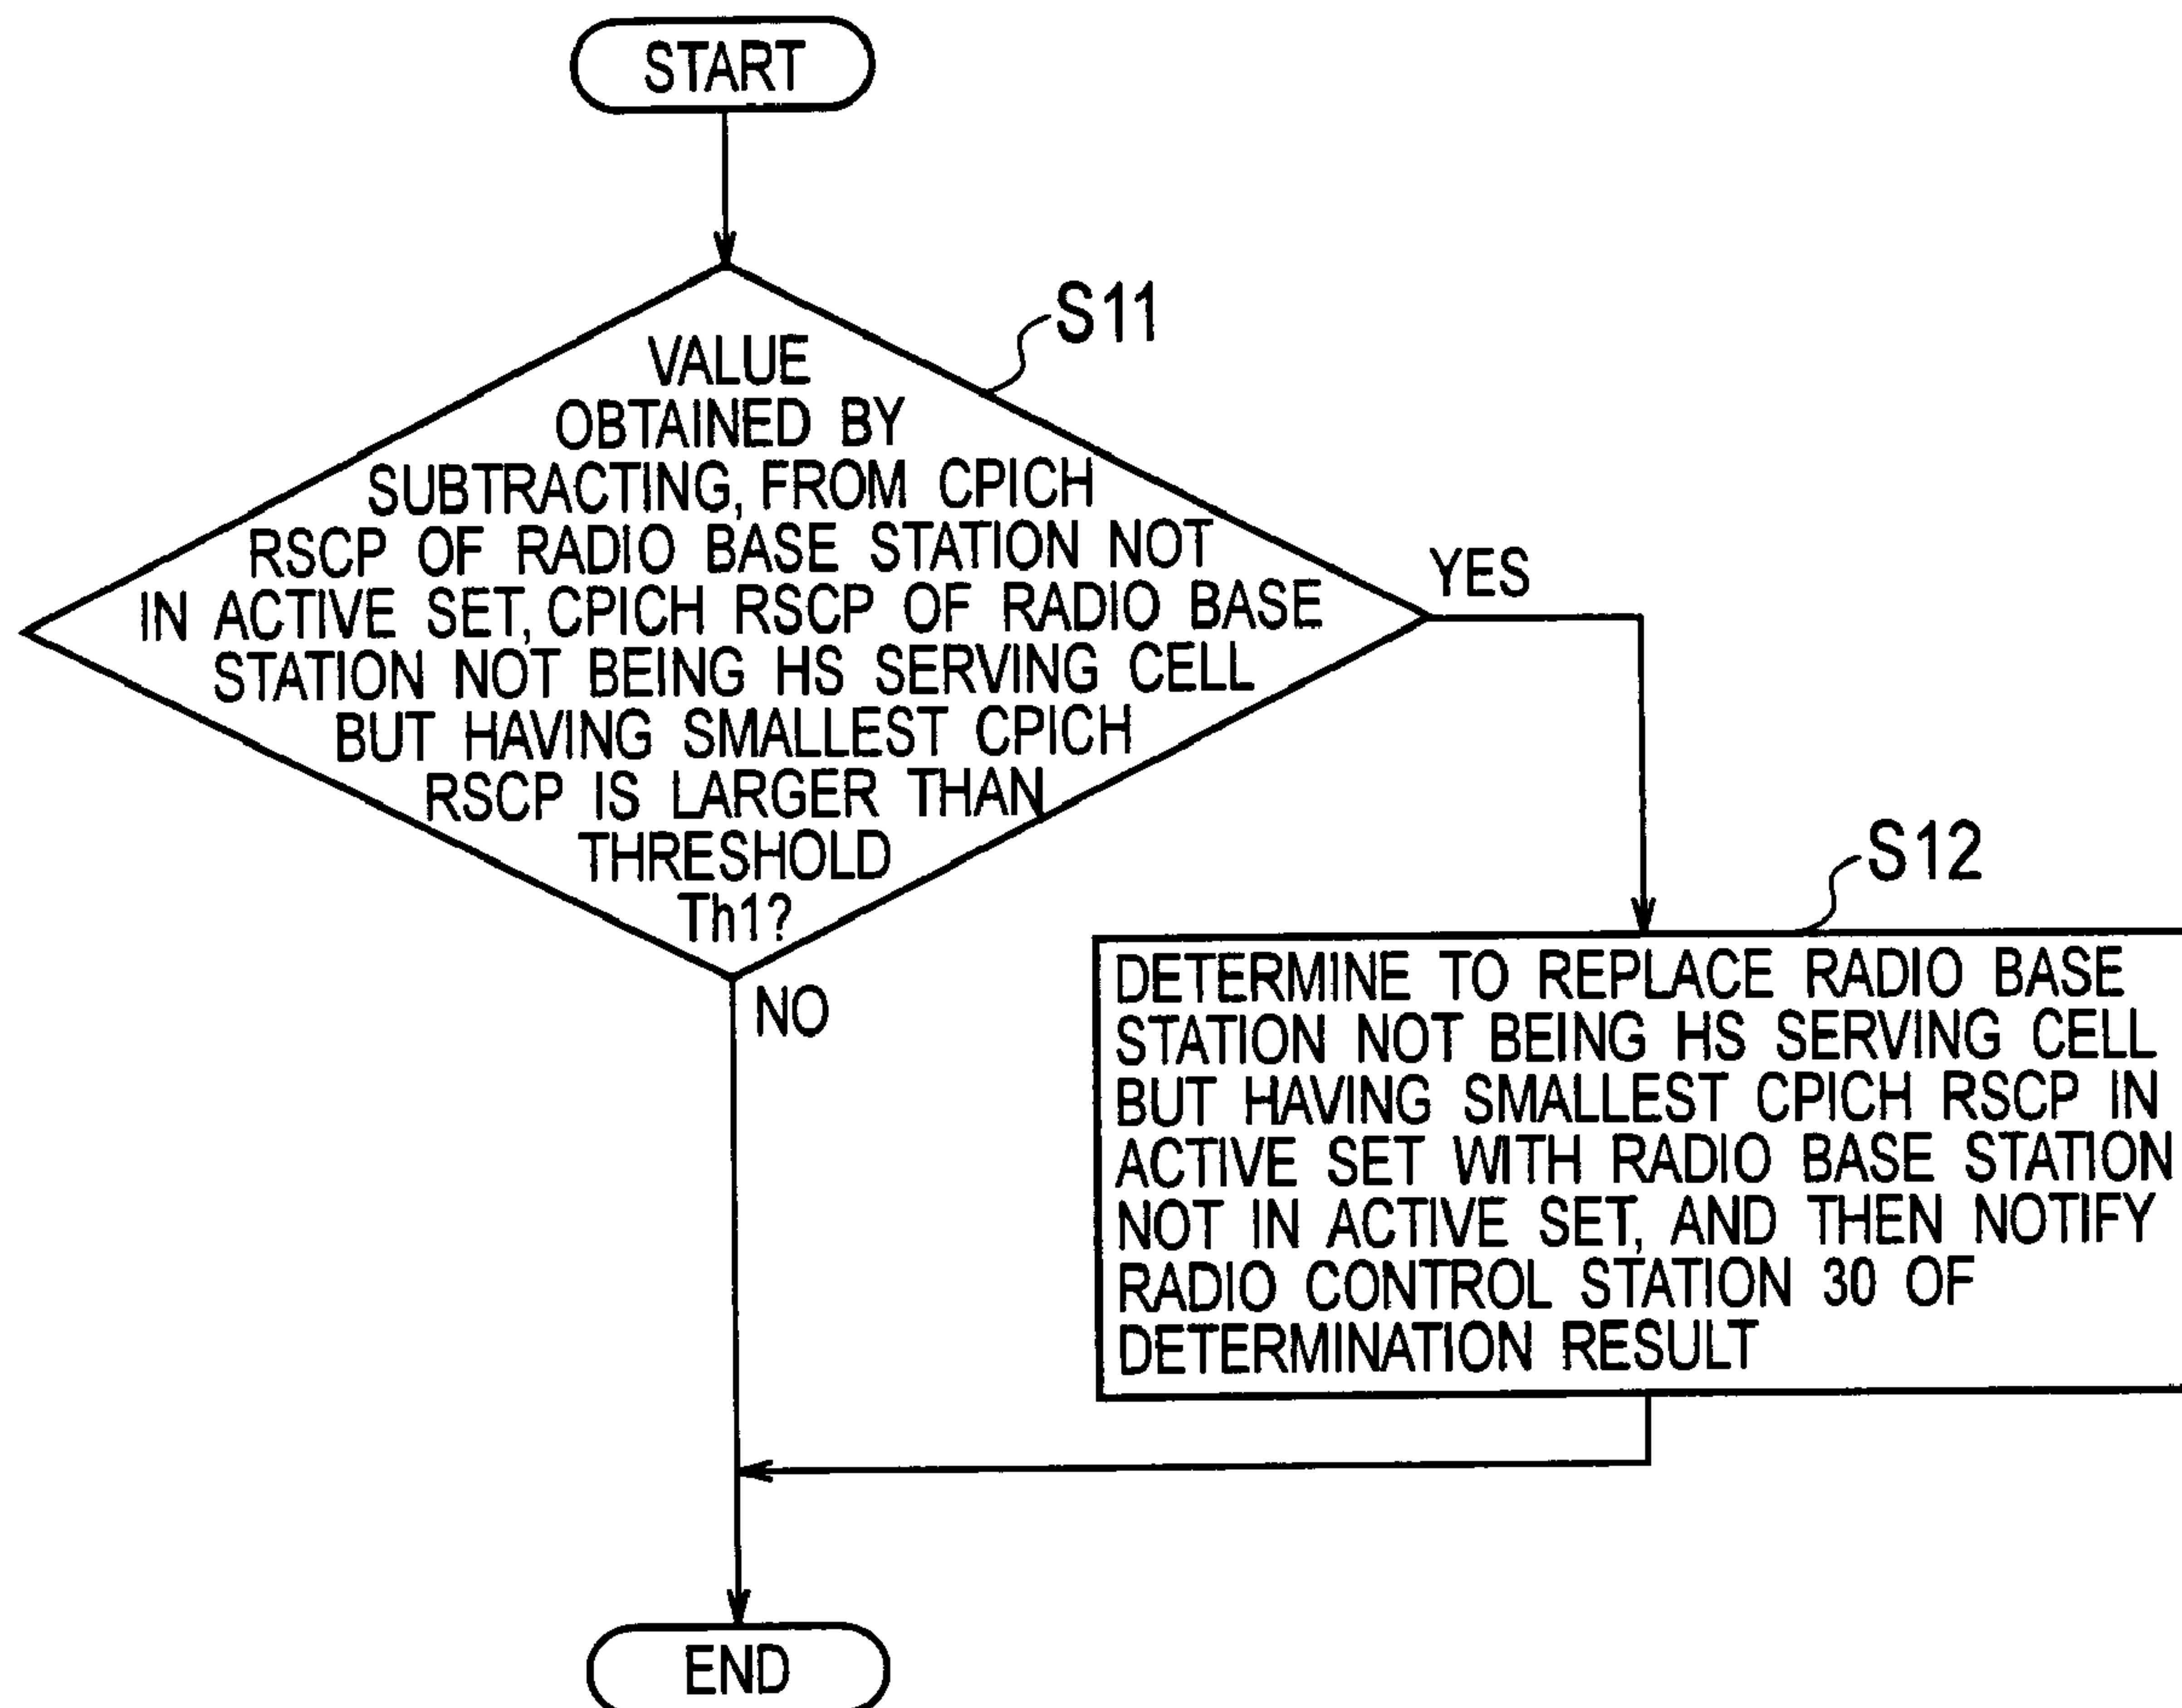 START
S11
VALUE
OBTAINED BY
SUBTRACTING, FROM CPICH
RSCP OF RADIO BASE STATION NOT
IN ACTIVE SET, CPICH RSCP OF RADIO BASE
STATION NOT BEING HS SERVING CELL
BUT HAVING SMALLEST CPICH
RSCP IS LARGER THAN
THRESHOLD
Th1?
YES
NO
S12
DETERMINE TO REPLACE RADIO BASE
STATION NOT BEING HS SERVING CELL
BUT HAVING SMALLEST CPICH RSCP IN
ACTIVE SET WITH RADIO BASE STATION
NOT IN ACTIVE SET, AND THEN NOTIFY
RADIO CONTROL STATION 30 OF
DETERMINATION RESULT
END